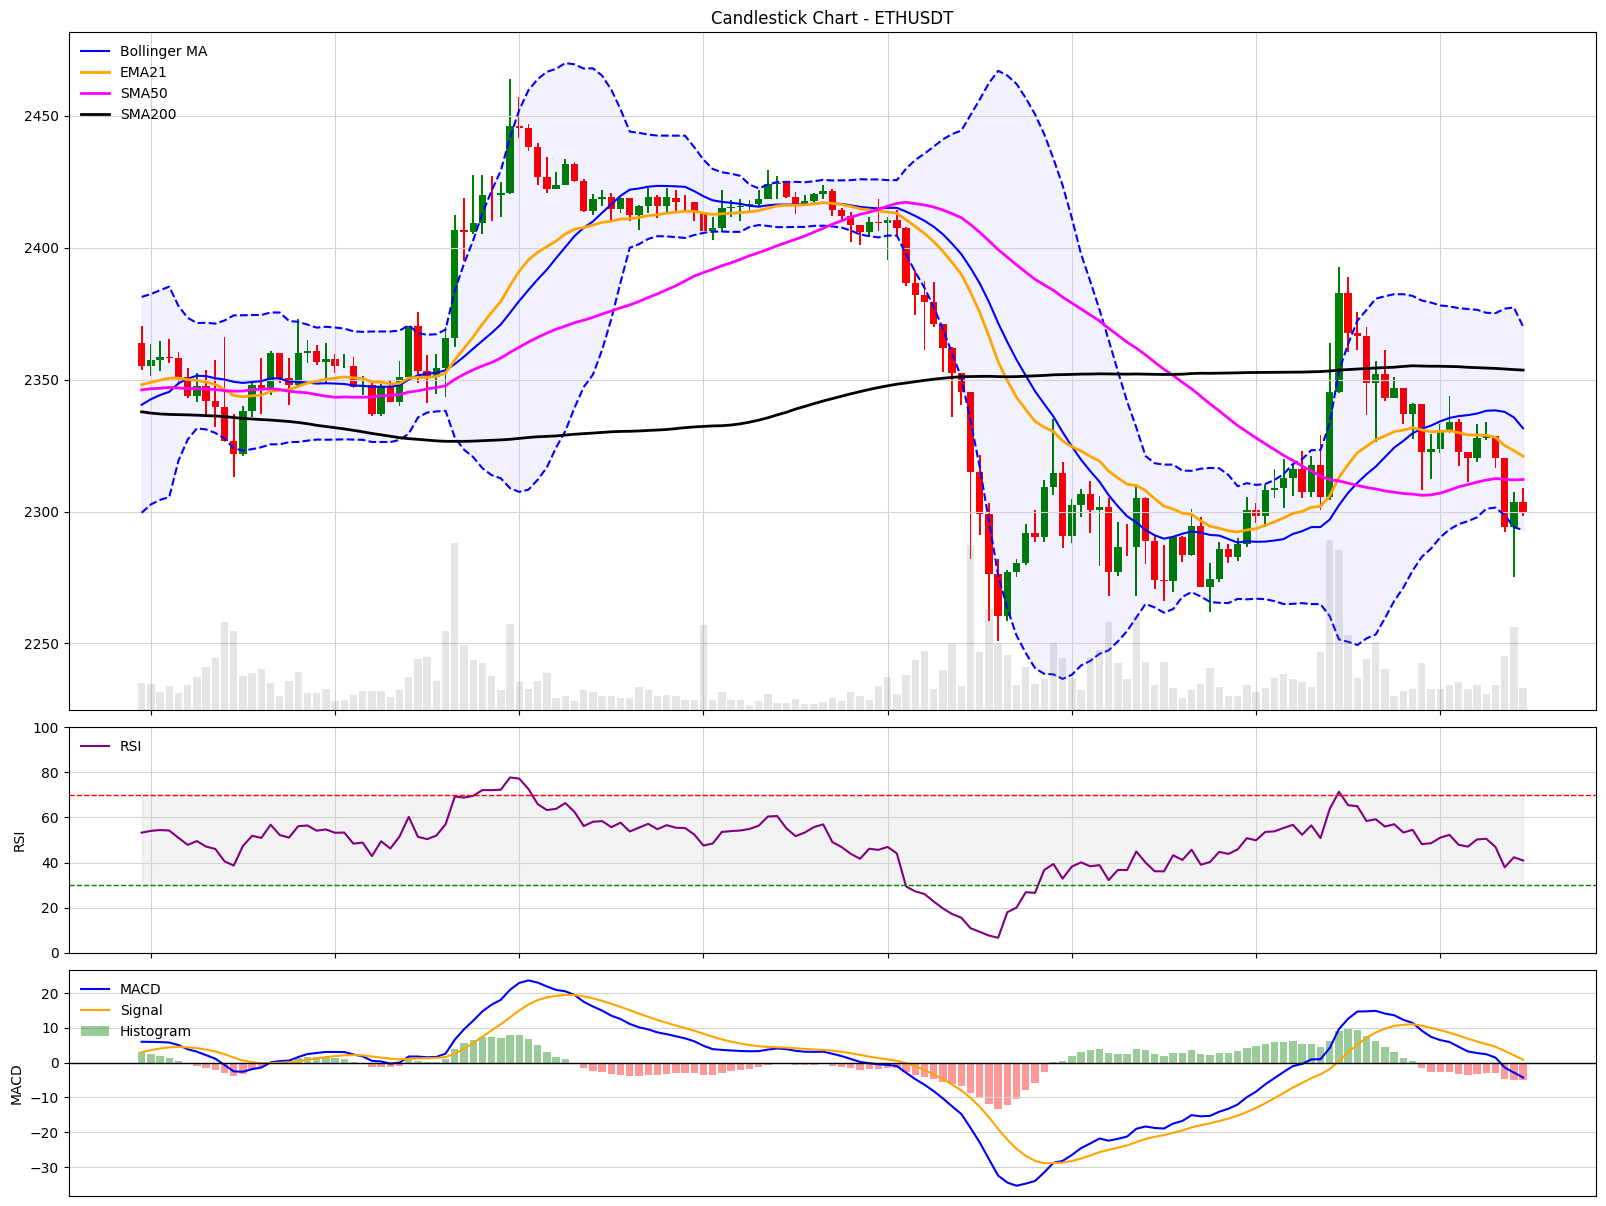 Candlestick Chart - ETHUSDT
Bollinger MA
EMA21
SMA50
SMA200
2450
2400
2350
2300
2250
RSI
100
80
60
40
20
0
RSI
MACD
Signal
Histogram
20
10
0
−10
−20
−30
MACD